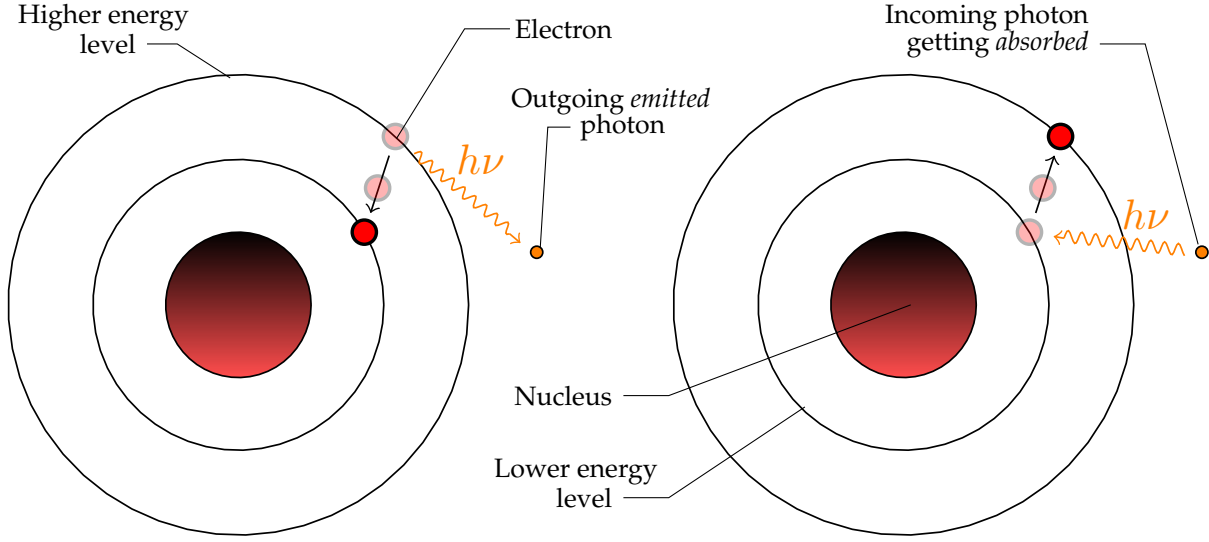 Higher energy
level
Electron
Outgoing emitted
photon
hν
Incoming photon
getting absorbed
hν
Nucleus
Lower energy
level